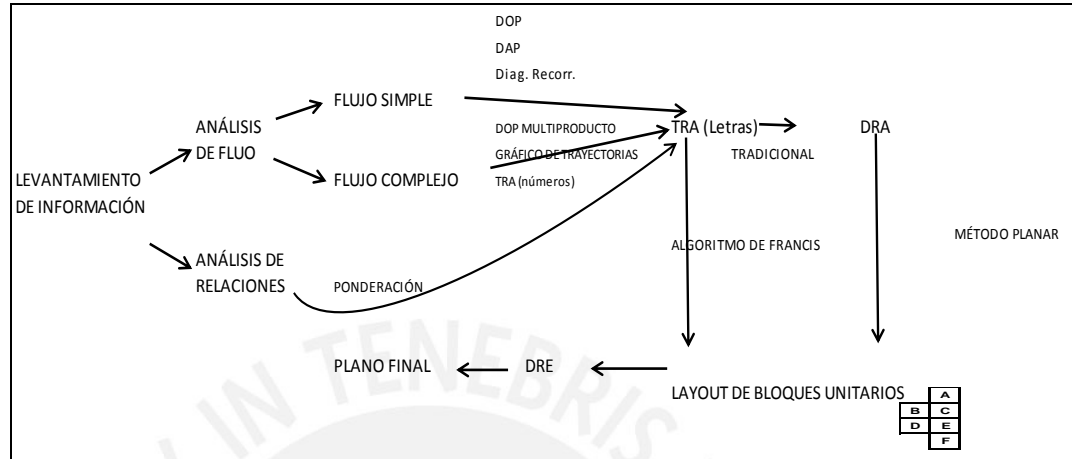 DOP
DAP
Diag. Recorr.
FLUJO SIMPLE
ANÁLISIS
DE FLUO
DOP MULTIPRODUCTO
TRA (Letras)
DRA
GRÁFICO DE TRAYECTORIAS
TRADICIONAL
LEVANTAMIENTO
DE INFORMACIÓN
FLUJO COMPLEJO
TRA (números)
ANÁLISIS DE
RELACIONES
PONDERACIÓN
ALGORITMO DE FRANCIS
MÉTODO PLANAR
PLANO FINAL
DRE
LAYOUT DE BLOQUES UNITARIOS
A
B C
D E
F
IN TENEBRIS